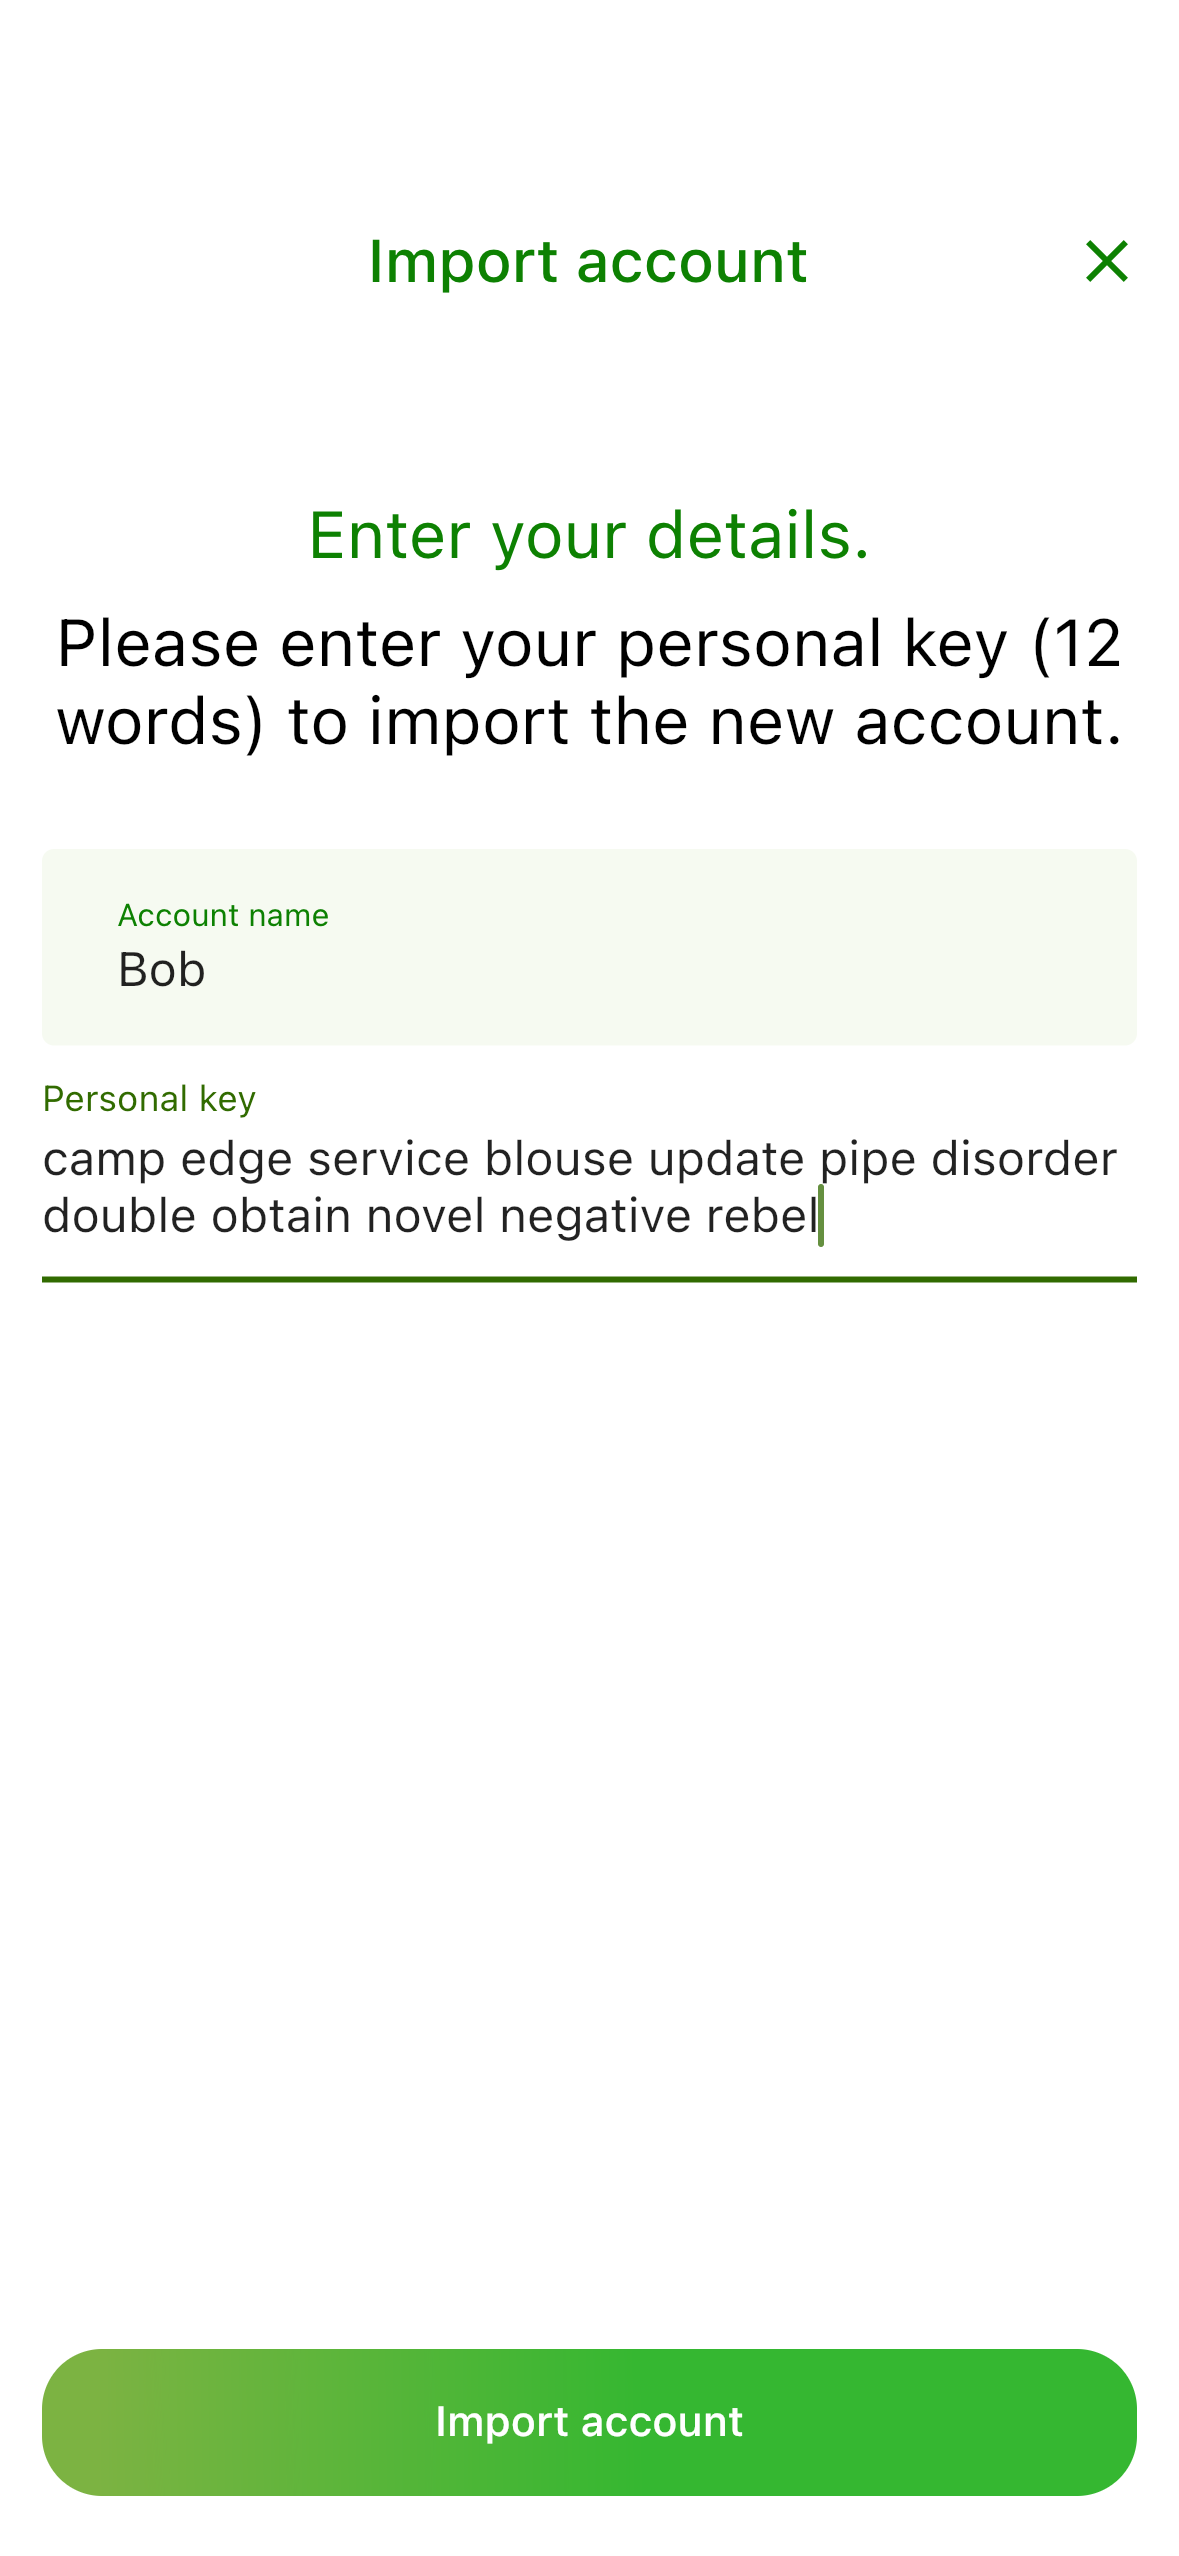 Import account
Enter your details.
Please enter your personal key (12
words) to import the new account.
Account name
Bob
Personal key
camp edge service blouse update pipe disorder
double obtain novel negative rebel
Import account